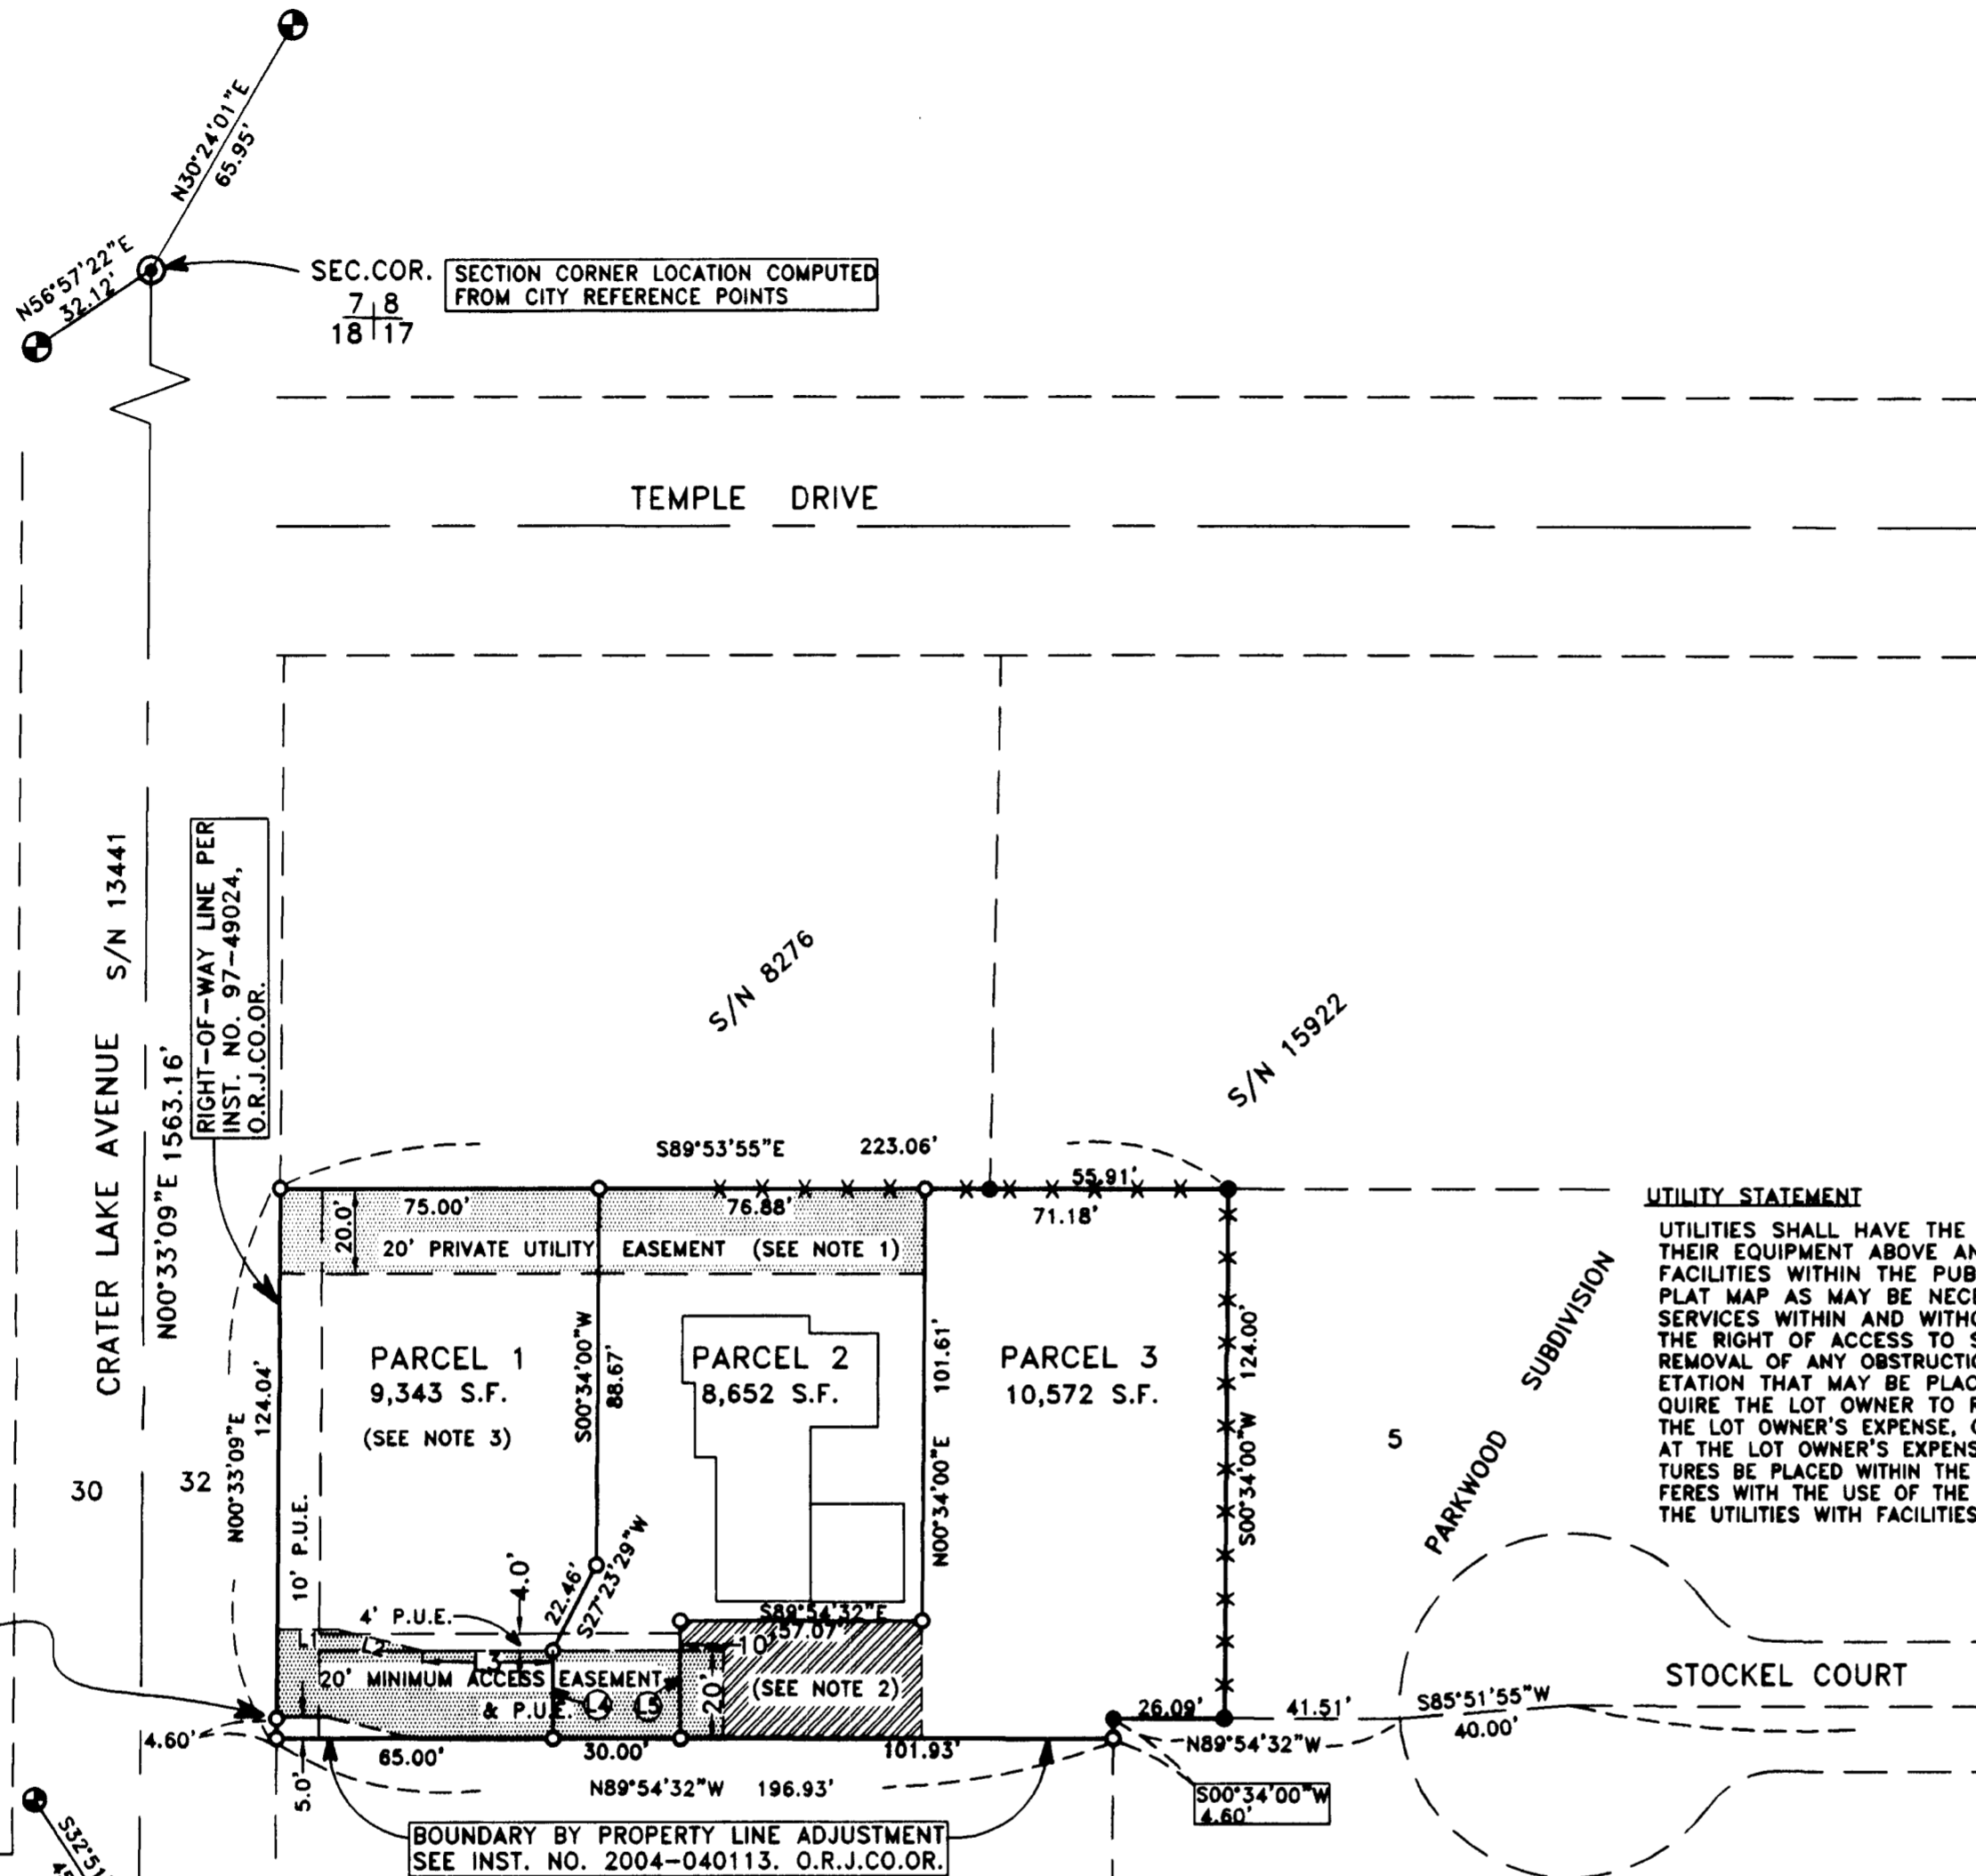 N30°24'01"E
65.95'
N56°57'22"E
32.12'
SEC.COR.
7 8
18 17
SECTION CORNER LOCATION COMPUTED
FROM CITY REFERENCE POINTS
TEMPLE DRIVE
CRATER LAKE AVENUE S/N 13441
N00°33'09"E 1563.16'
RIGHT-OF-WAY LINE PER
INST. NO. 97-49024,
O.R.J.CO.OR.
S/N 8276
S/N 15922
S89°53'55"E 223.06'
55.91'
75.00'
76.88'
71.18'
20.0'
20' PRIVATE UTILITY EASEMENT (SEE NOTE 1)
PARCEL 1
9,343 S.F.
(SEE NOTE 3)
S00°34'00"W
88.67'
PARCEL 2
8,652 S.F.
N00°34'00"E 101.61'
PARCEL 3
10,572 S.F.
S00°34'00"W 124.00'
N00°33'09"E
124.04'
30
32
10' P.U.E.
4' P.U.E.
4.0'
22.46'
S27°23'29"W
S89°54'32"E
57.07'
10'
L1
L2
L3
20' MINIMUM ACCESS EASEMENT
& P.U.E.
L4
L5
20'
(SEE NOTE 2)
4.60'
5.0'
65.00'
30.00'
101.93'
N89°54'32"W 196.93'
26.09'
41.51'
N89°54'32"W
S85°51'55"W
40.00'
S00°34'00"W
4.60'
STOCKEL COURT
5
PARKWOOD SUBDIVISION
BOUNDARY BY PROPERTY LINE ADJUSTMENT
SEE INST. NO. 2004-040113. O.R.J.CO.OR.
S32°51
UTILITY STATEMENT
UTILITIES SHALL HAVE THE
THEIR EQUIPMENT ABOVE AN
FACILITIES WITHIN THE PUB
PLAT MAP AS MAY BE NEC
SERVICES WITHIN AND WITHO
THE RIGHT OF ACCESS TO S
REMOVAL OF ANY OBSTRUCTI
ETATION THAT MAY BE PLAC
QUIRE THE LOT OWNER TO R
THE LOT OWNER'S EXPENSE,
AT THE LOT OWNER'S EXPENS
TURES BE PLACED WITHIN THE
FERES WITH THE USE OF THE
THE UTILITIES WITH FACILITIES